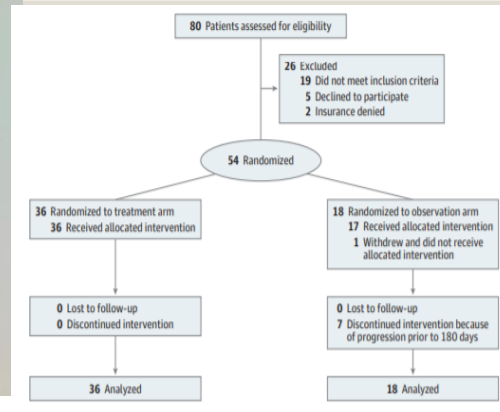 80 Patients assessed for eligibility
26 Excluded
19 Did not meet inclusion criteria
5 Declined to participate
2 Insurance denied
54 Randomized
36 Randomized to treatment arm
36 Received allocated intervention
18 Randomized to observation arm
17 Received allocated intervention
1 Withdrew and did not receive
allocated intervention
0 Lost to follow-up
0 Discontinued intervention
0 Lost to follow-up
7 Discontinued intervention because
of progression prior to 180 days
36 Analyzed
18 Analyzed